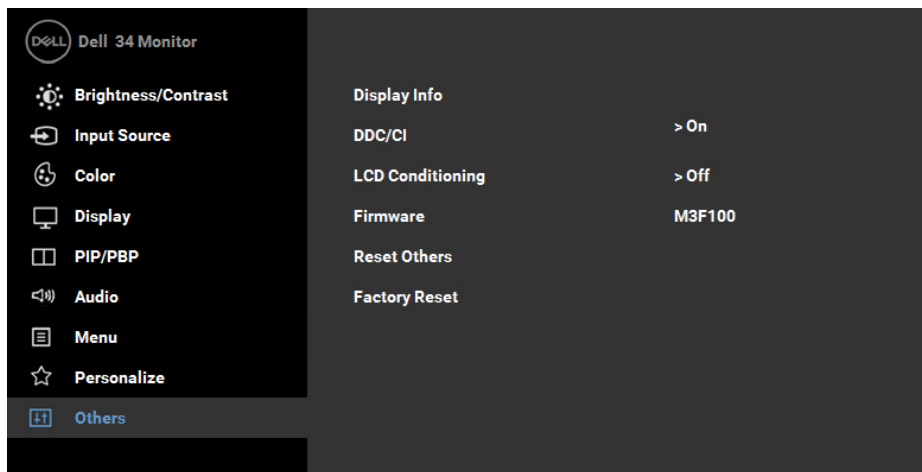 DELL Dell 34 Monitor
Brightness/Contrast
Input Source
Color
Display
PIP/PBP
Audio
Menu
Personalize
Others
Display Info
DDC/CI > On
LCD Conditioning > Off
Firmware M3F100
Reset Others
Factory Reset